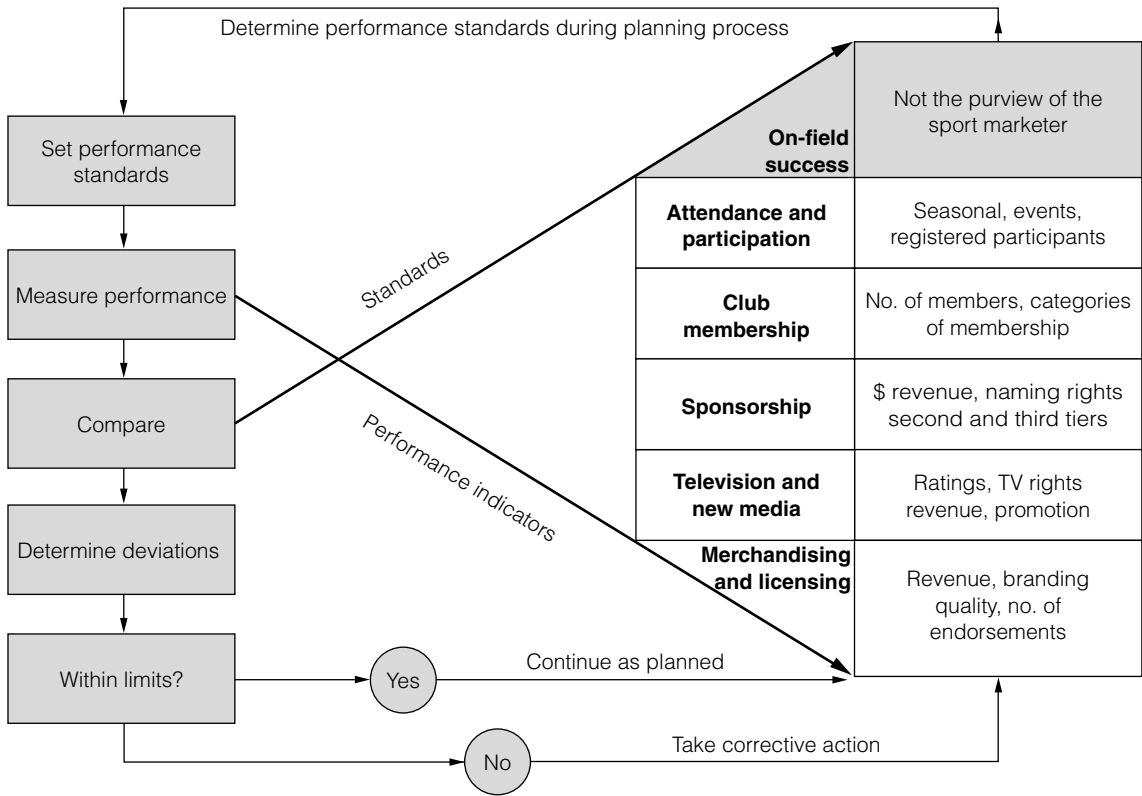 Determine performance standards during planning process
Set performance
standards
Measure performance
Compare
Determine deviations
Within limits?
Yes
Continue as planned
No
Take corrective action
Standards
Performance indicators
On-field
success
Not the purview of the
sport marketer
Attendance and
participation
Seasonal, events,
registered participants
Club
membership
No. of members, categories
of membership
Sponsorship
$ revenue, naming rights
second and third tiers
Television and
new media
Ratings, TV rights
revenue, promotion
Merchandising
and licensing
Revenue, branding
quality, no. of
endorsements